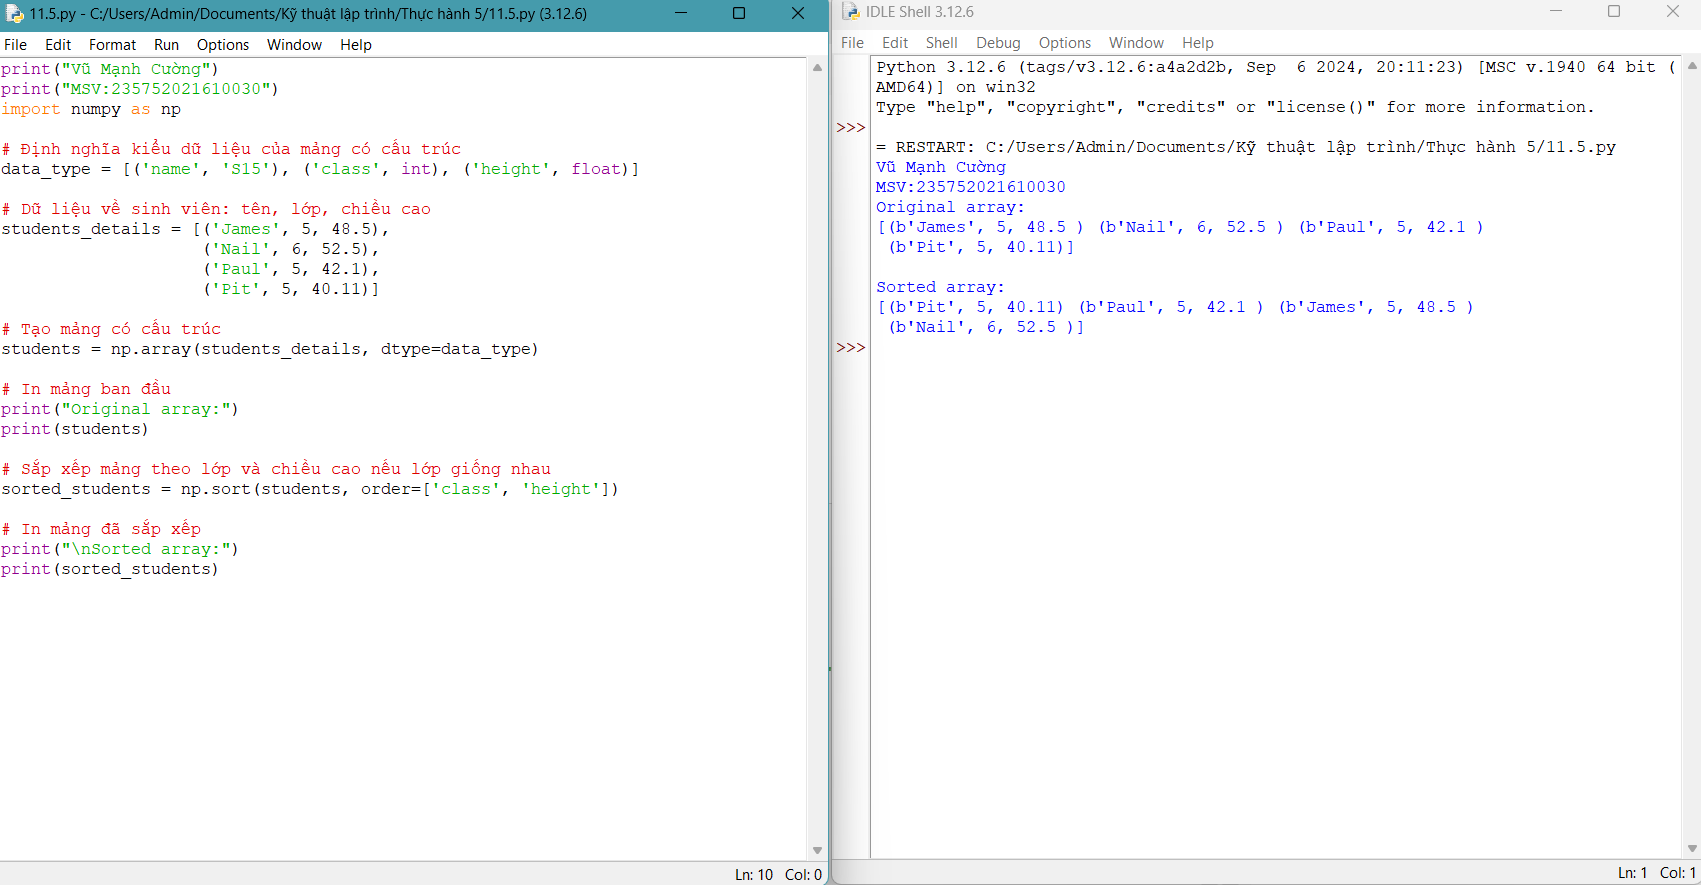 11.5.py - C:/Users/Admin/Documents/Kỹ thuật lập trình/Thực hành 5/11.5.py (3.12.6)
File Edit Format Run Options Window Help
print("Vũ Mạnh Cường")
print("MSV:235752021610030")
import numpy as np
# Định nghĩa kiểu dữ liệu của mảng có cấu trúc
data_type = [('name', 'S15'), ('class', int), ('height', float)]
# Dữ liệu về sinh viên: tên, lớp, chiều cao
students_details = [('James', 5, 48.5),
('Nail', 6, 52.5),
('Paul', 5, 42.1),
('Pit', 5, 40.11)]
# Tạo mảng có cấu trúc
students = np.array(students_details, dtype=data_type)
# In mảng ban đầu
print("Original array:")
print(students)
# Sắp xếp mảng theo lớp và chiều cao nếu lớp giống nhau
sorted_students = np.sort(students, order=['class', 'height'])
# In mảng đã sắp xếp
print("\nSorted array:")
print(sorted_students)
Ln: 10 Col: 0
IDLE Shell 3.12.6
File Edit Shell Debug Options Window Help
Python 3.12.6 (tags/v3.12.6:a4a2d2b, Sep  6 2024, 20:11:23) [MSC v.1940 64 bit (
AMD64)] on win32
Type "help", "copyright", "credits" or "license()" for more information.
>>>
= RESTART: C:/Users/Admin/Documents/Kỹ thuật lập trình/Thực hành 5/11.5.py
Vũ Mạnh Cường
MSV:235752021610030
Original array:
[(b'James', 5, 48.5 ) (b'Nail', 6, 52.5 ) (b'Paul', 5, 42.1 )
(b'Pit', 5, 40.11)]
Sorted array:
[(b'Pit', 5, 40.11) (b'Paul', 5, 42.1 ) (b'James', 5, 48.5 )
(b'Nail', 6, 52.5 )]
>>>
Ln: 1 Col: 1